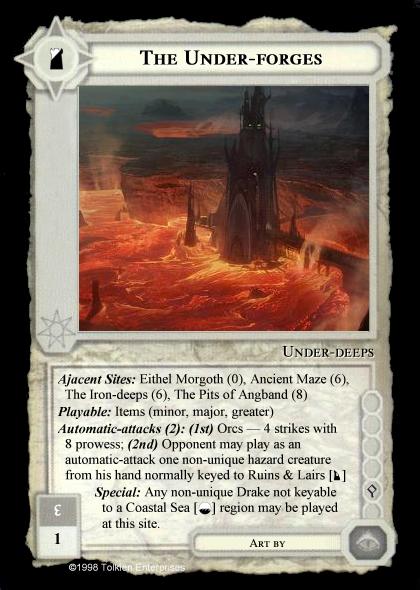 The Under-forges
Under-deeps
Ajacent Sites: Eithel Morgoth (0), Ancient Maze (6),
The Iron-deeps (6), The Pits of Angband (8)
Playable: Items (minor, major, greater)
Automatic-attacks (2): (1st) Orcs — 4 strikes with
8 prowess; (2nd) Opponent may play as an
automatic-attack one non-unique hazard creature
from his hand normally keyed to Ruins & Lairs [ ]
Special: Any non-unique Drake not keyable
to a Coastal Sea [ ] region may be played
at this site.
ε
1
Art by
©1998 Tolkien Enterprises